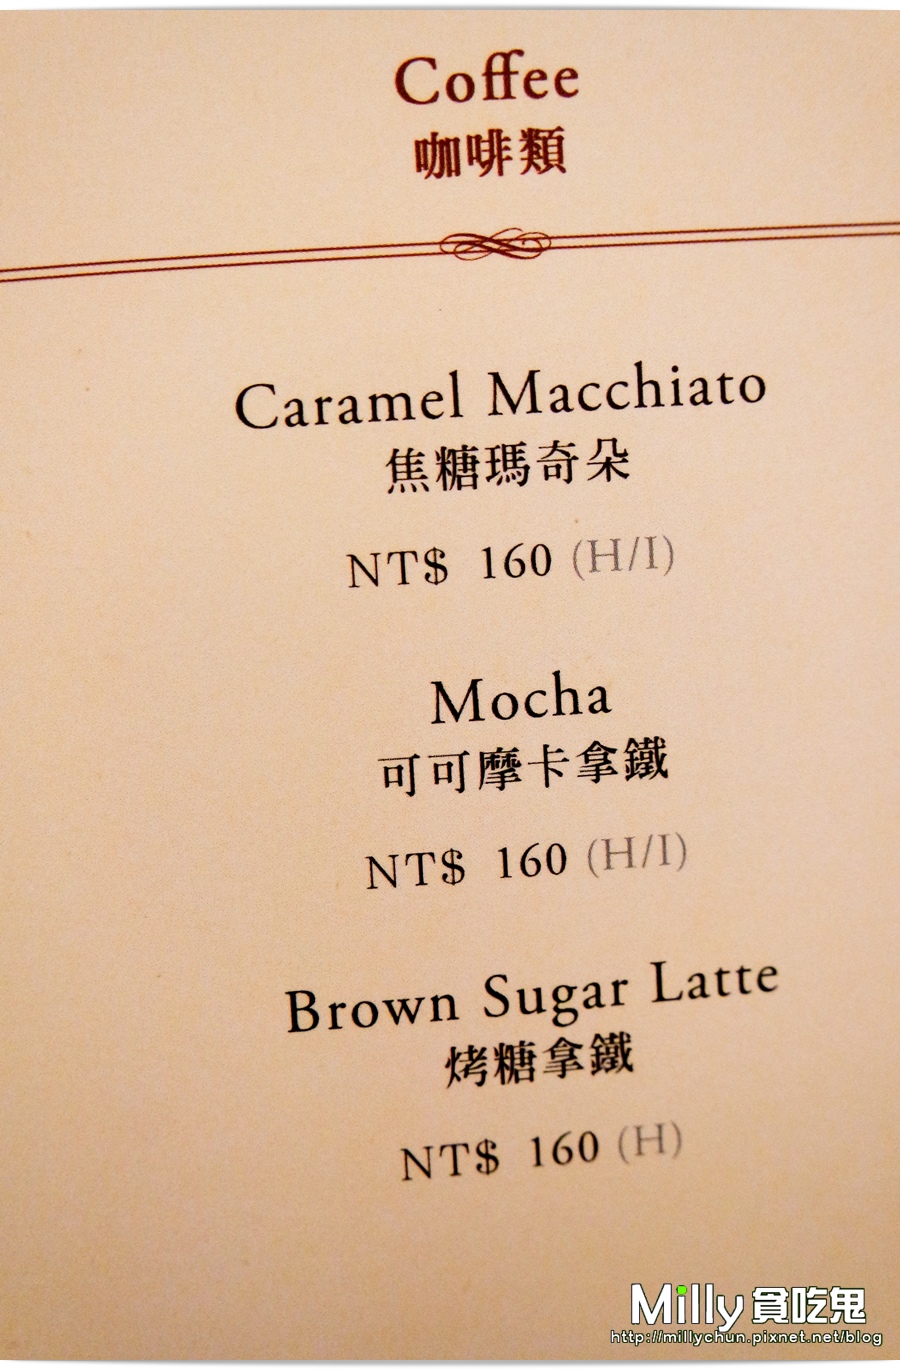 Coffee
咖啡類
Caramel Macchiato
焦糖瑪奇朵
NT$ 160 (H/I)
Mocha
可可摩卡拿鐵
NT$ 160 (H/I)
Brown Sugar Latte
烤糖拿鐵
NT$ 160 (H)
Milly貪吃鬼
http://millychun.pixnet.net/blog